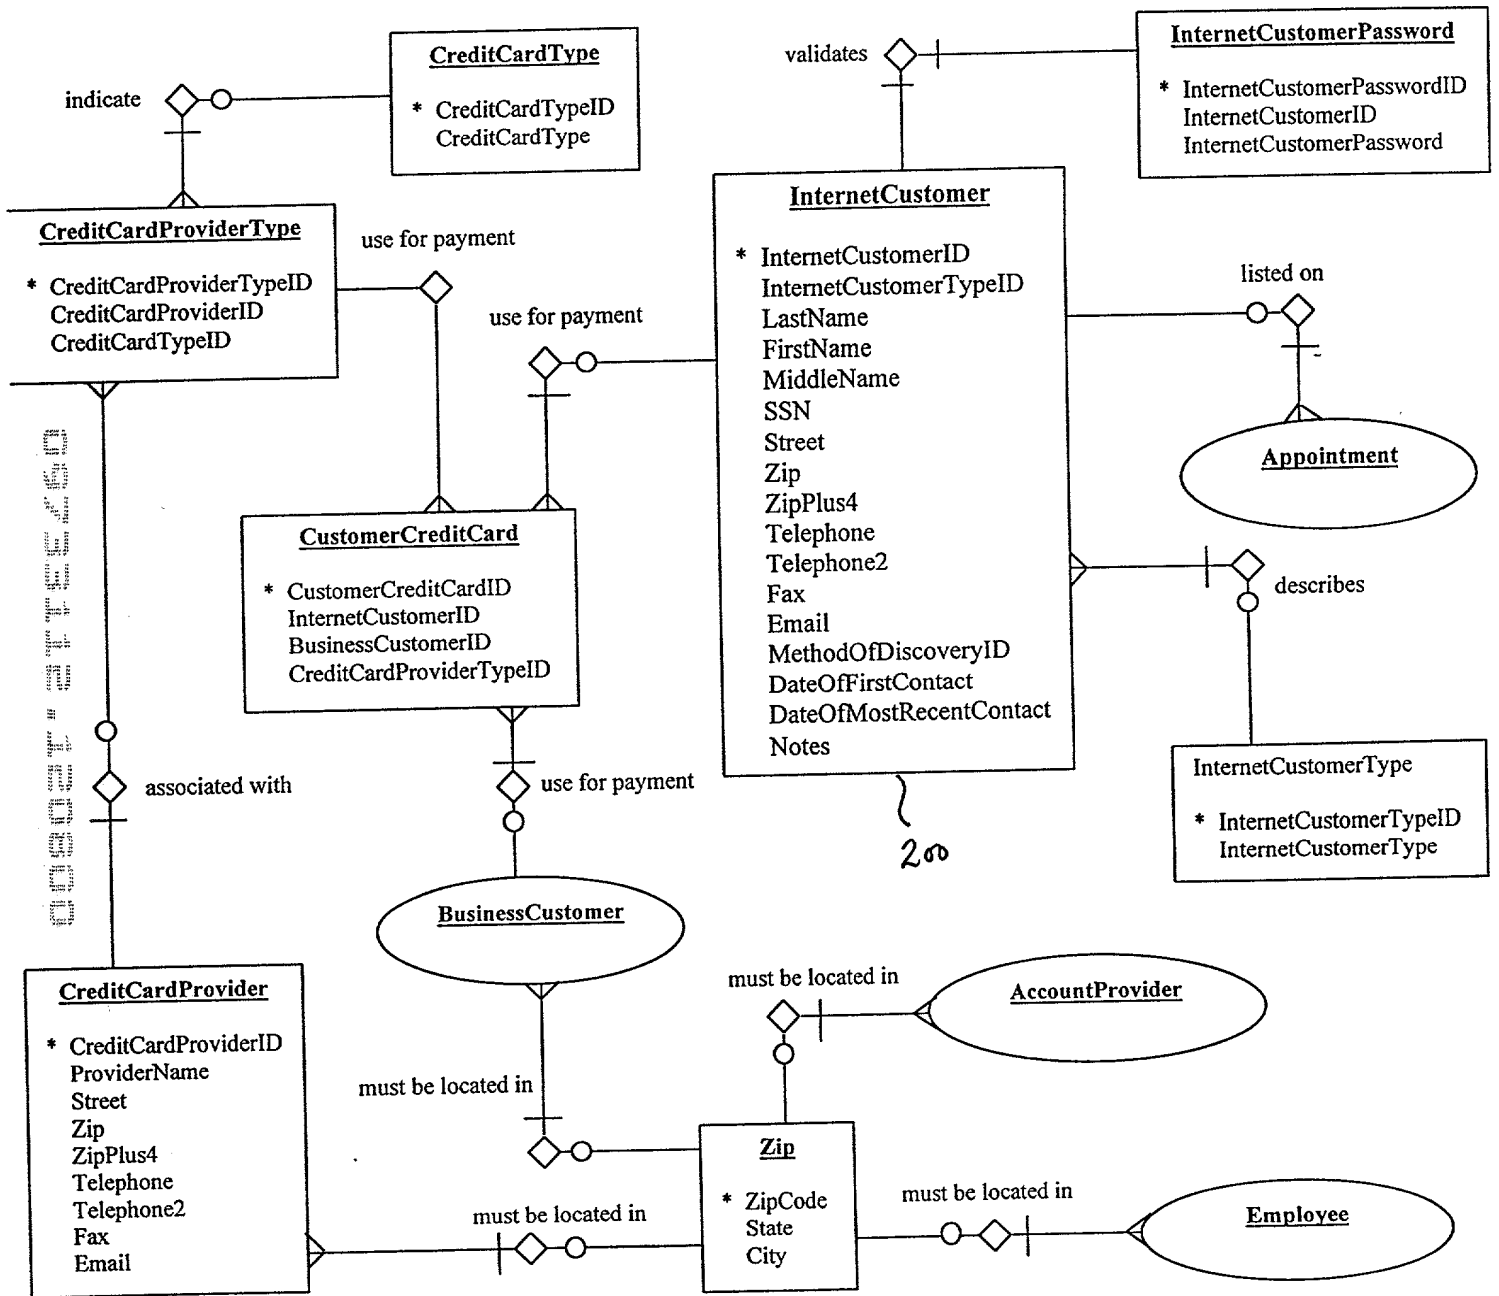 CreditCardType
* CreditCardTypeID
CreditCardType
indicate
validates
InternetCustomerPassword
* InternetCustomerPasswordID
InternetCustomerID
InternetCustomerPassword
CreditCardProviderType
* CreditCardProviderTypeID
CreditCardProviderID
CreditCardTypeID
use for payment
use for payment
InternetCustomer
* InternetCustomerID
InternetCustomerTypeID
LastName
FirstName
MiddleName
SSN
Street
Zip
ZipPlus4
Telephone
Telephone2
Fax
Email
MethodOfDiscoveryID
DateOfFirstContact
DateOfMostRecentContact
Notes
200
listed on
Appointment
describes
InternetCustomerType
* InternetCustomerTypeID
InternetCustomerType
CustomerCreditCard
* CustomerCreditCardID
InternetCustomerID
BusinessCustomerID
CreditCardProviderTypeID
09733112.120800
associated with
use for payment
BusinessCustomer
CreditCardProvider
* CreditCardProviderID
ProviderName
Street
Zip
ZipPlus4
Telephone
Telephone2
Fax
Email
must be located in
must be located in
AccountProvider
must be located in
Zip
* ZipCode
State
City
must be located in
Employee